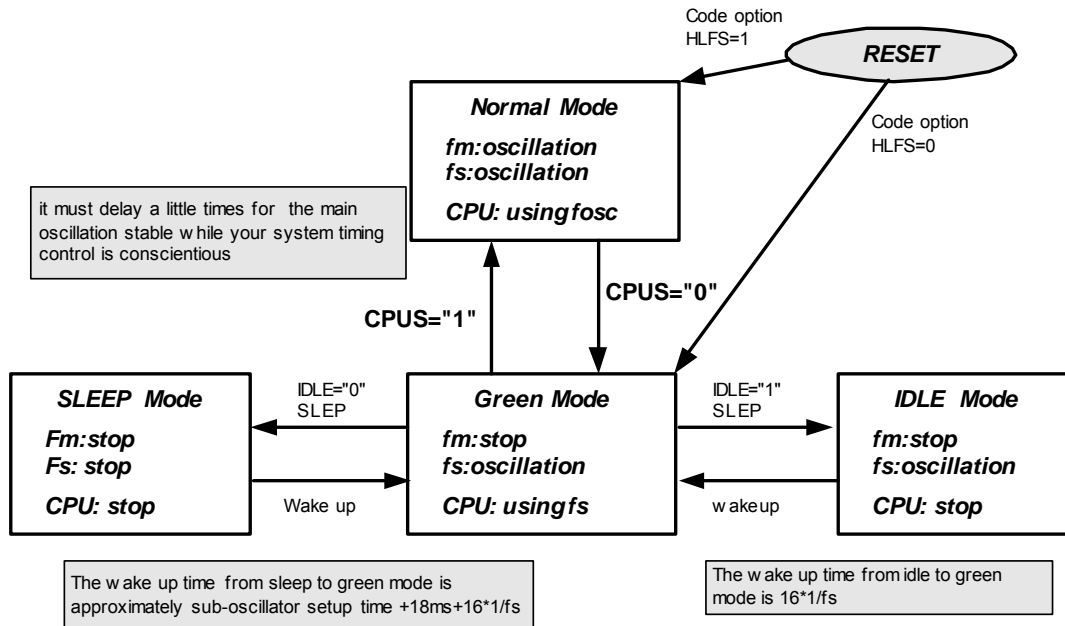 Code option
HLFS=1
RESET
Normal Mode
fm:oscillation
fs:oscillation
CPU: using fosc
Code option
HLFS=0
it must delay a little times for the main
oscillation stable while your system timing
control is conscientious
CPUS="1"
CPUS="0"
SLEEP Mode
Fm:stop
Fs: stop
CPU: stop
IDLE="0"
SLEP
Wake up
Green Mode
fm:stop
fs:oscillation
CPU: using fs
IDLE="1"
SLEP
wakeup
IDLE Mode
fm:stop
fs:oscillation
CPU: stop
The wake up time from sleep to green mode is
approximately sub-oscillator setup time +18ms+16*1/fs
The wake up time from idle to green
mode is 16*1/fs